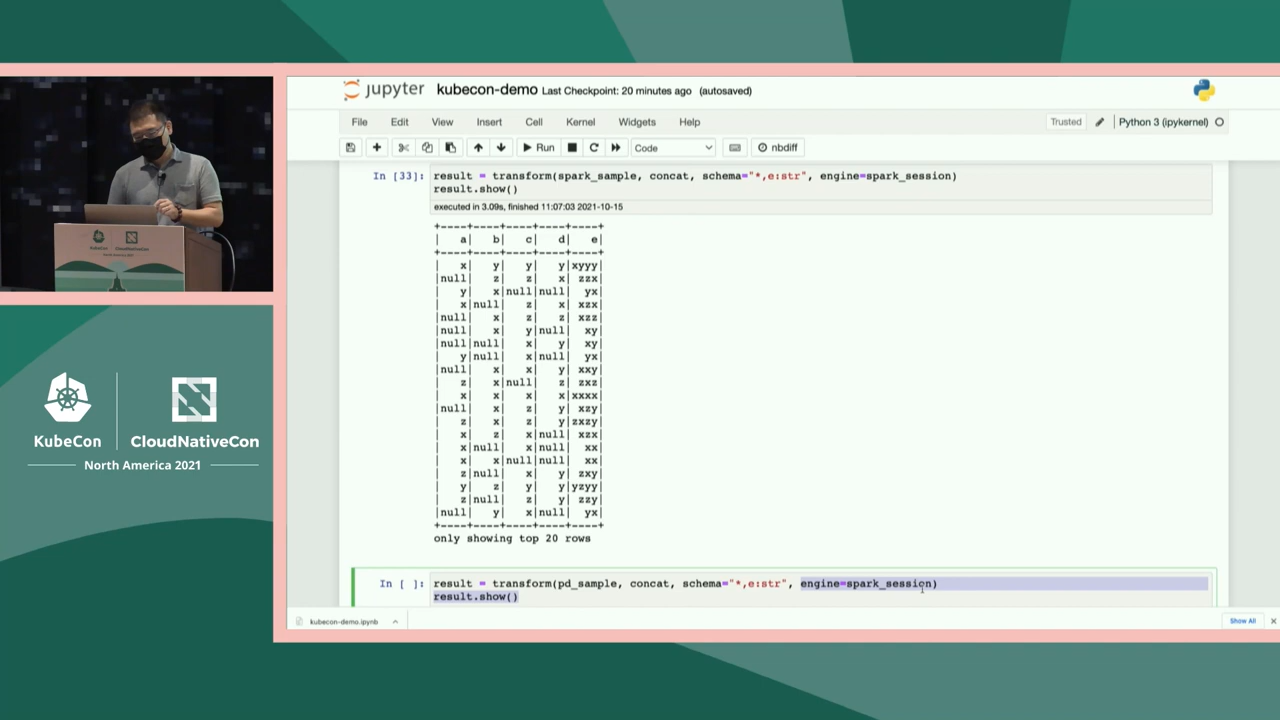 jupyter kubecon-demo Last Checkpoint: 20 minutes ago (autosaved)
File Edit View Insert Cell Kernel Widgets Help Trusted Python 3 (ipykernel)
Run Code nbdiff
In [33]: result = transform(spark_sample, concat, schema="*,e:str", engine=spark_session)
result.show()
executed in 3.09s, finished 11:07:03 2021-10-15
+----+----+----+----+----+
|   a|   b|   c|   d|   e|
+----+----+----+----+----+
|   x|   y|   y|   y|xyyy|
|null|   z|   z|   x| zzx|
|   y|   x|null|null|  yx|
|   x|null|   z|   x| xzx|
|null|   x|   z|   z| xzz|
|null|   x|   y|null|  xy|
|null|null|   x|   y|  xy|
|   y|null|   x|null|  yx|
|null|   x|   x|   y| xxy|
|   z|   x|null|   z| zxz|
|   x|   x|   x|   x|xxxx|
|null|   x|   z|   y| xzy|
|   z|   x|   z|   y|zxzy|
|   x|   z|   x|null| xzx|
|   x|null|   x|null|  xx|
|   x|   x|null|null|  xx|
|   z|null|   x|   y| zxy|
|   y|   z|   y|   y|yzyy|
|   z|null|   z|   y| zzy|
|null|   y|   x|null|  yx|
+----+----+----+----+----+
only showing top 20 rows
In [ ]: result = transform(pd_sample, concat, schema="*,e:str", engine=spark_session)
result.show()
kubecon-demo.ipynb Show All
KubeCon CloudNativeCon
North America 2021